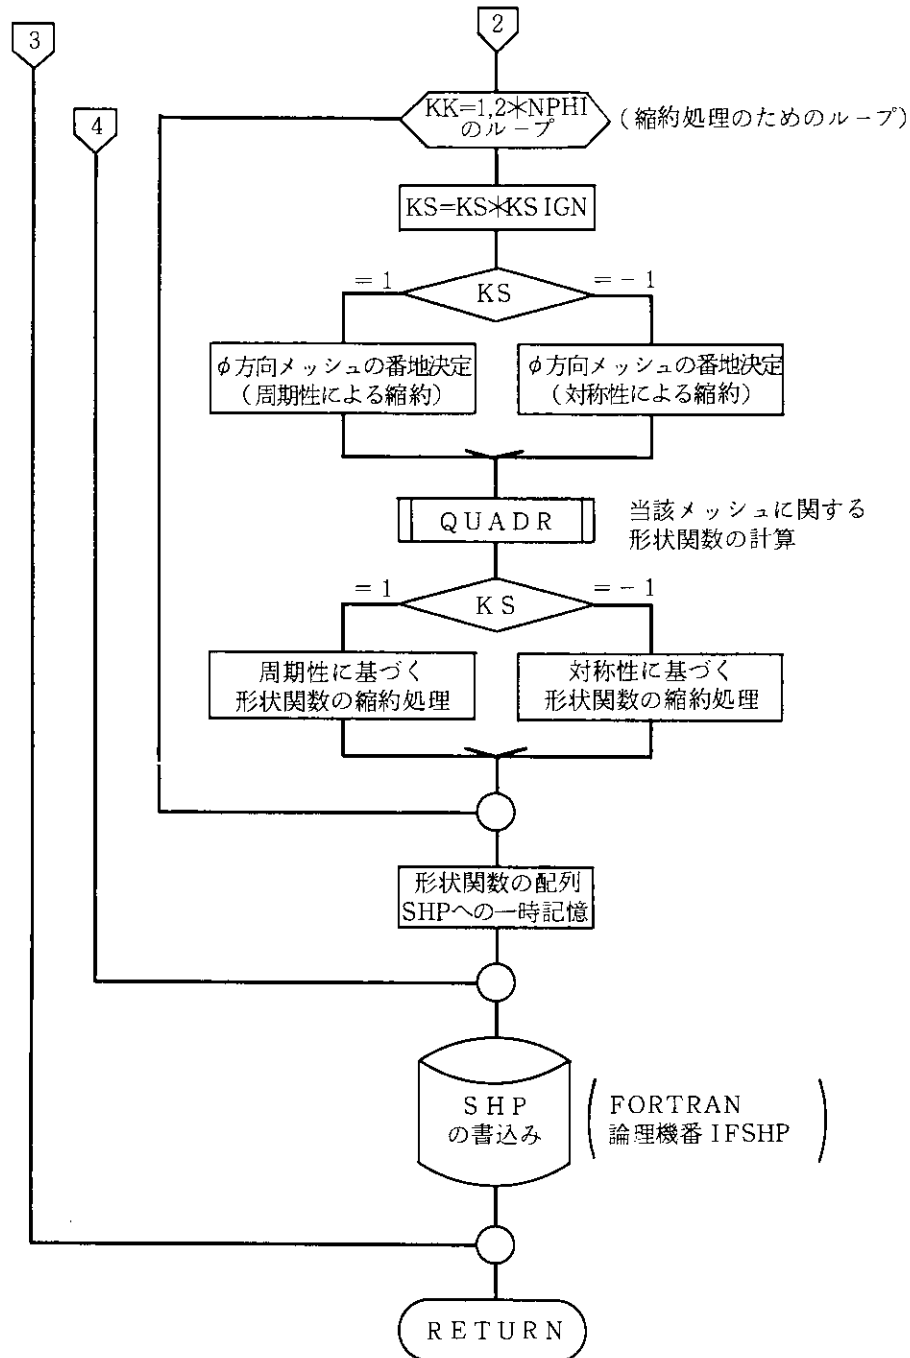 3
2
4
KK=1,2*NPHI
のループ
(縮約処理のためのループ)
KS=KS*KSIGN
= 1
KS
= - 1
φ方向メッシュの番地決定
(周期性による縮約)
φ方向メッシュの番地決定
(対称性による縮約)
QUADR
当該メッシュに関する
形状関数の計算
= 1
KS
= - 1
周期性に基づく
形状関数の縮約処理
対称性に基づく
形状関数の縮約処理
形状関数の配列
SHPへの一時記憶
SHP
の書込み
(FORTRAN
論理機番 IFSHP)
RETURN